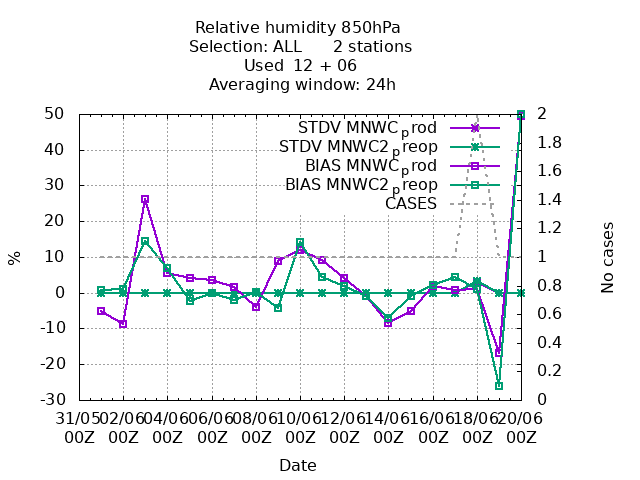 Relative humidity 850hPa
Selection: ALL 2 stations
Used 12 + 06
Averaging window: 24h
50
40
30
20
10
0
-10
-20
-30
%
STDV MNWCprod
STDV MNWC2preop
BIAS MNWCprod
BIAS MNWC2preop
CASES
2
1.8
1.6
1.4
1.2
1
0.8
0.6
0.4
0.2
0
No cases
31/05 02/06 04/06 06/06 08/06 10/06 12/06 14/06 16/06 18/06 20/06
00Z 00Z 00Z 00Z 00Z 00Z 00Z 00Z 00Z 00Z 00Z
Date